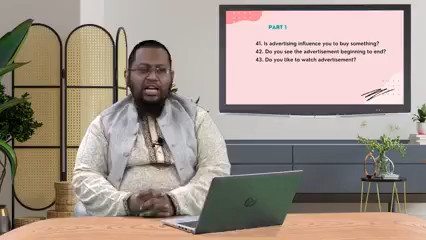 PART 1
41. Is advertising influence you to buy something?
42. Do you see the advertisement beginning to end?
43. Do you like to watch advertisement?
hp